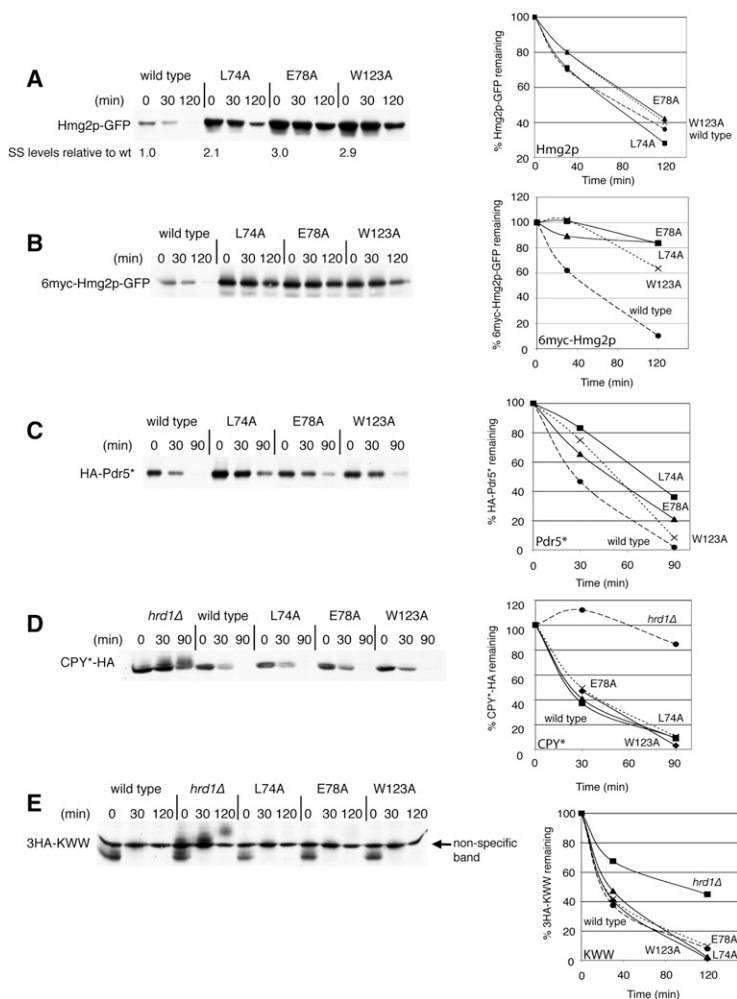 A
wild type L74A E78A W123A
(min) 0 30 120 0 30 120 0 30 120 0 30 120
Hmg2p-GFP
SS levels relative to wt 1.0 2.1 3.0 2.9
% Hmg2p-GFP remaining
100
80
60
40
20
E78A
W123A
wild type
L74A
Hmg2p
0 40 80 120
Time (min)
B
wild type L74A E78A W123A
(min) 0 30 120 0 30 120 0 30 120 0 30 120
6myc-Hmg2p-GFP
% 6myc-Hmg2p-GFP remaining
120
100
80
60
40
20
0
E78A
L74A
W123A
wild type
6myc-Hmg2p
0 40 80 120
Time (min)
C
wild type L74A E78A W123A
(min) 0 30 90 0 30 90 0 30 90 0 30 90
HA-Pdr5*
% HA-Pdr5* remaining
100
80
60
40
20
0
L74A
E78A
wild type
W123A
Pdr5*
0 30 60 90
Time (min)
D
hrd1Δ wild type L74A E78A W123A
(min) 0 30 90 0 30 90 0 30 90 0 30 90 0 30 90
CPY*-HA
% CPY*-HA remaining
120
100
80
60
40
20
0
hrd1Δ
E78A
wild type
L74A
W123A
CPY*
0 30 60 90
Time (min)
E
wild type hrd1Δ L74A E78A W123A
(min) 0 30 120 0 30 120 0 30 120 0 30 120 0 30 120
3HA-KWW
non-specific
band
% 3HA-KWW remaining
100
80
60
40
20
0
hrd1Δ
wild type
E78A
W123A
L74A
KWW
0 40 80 120
Time (min)